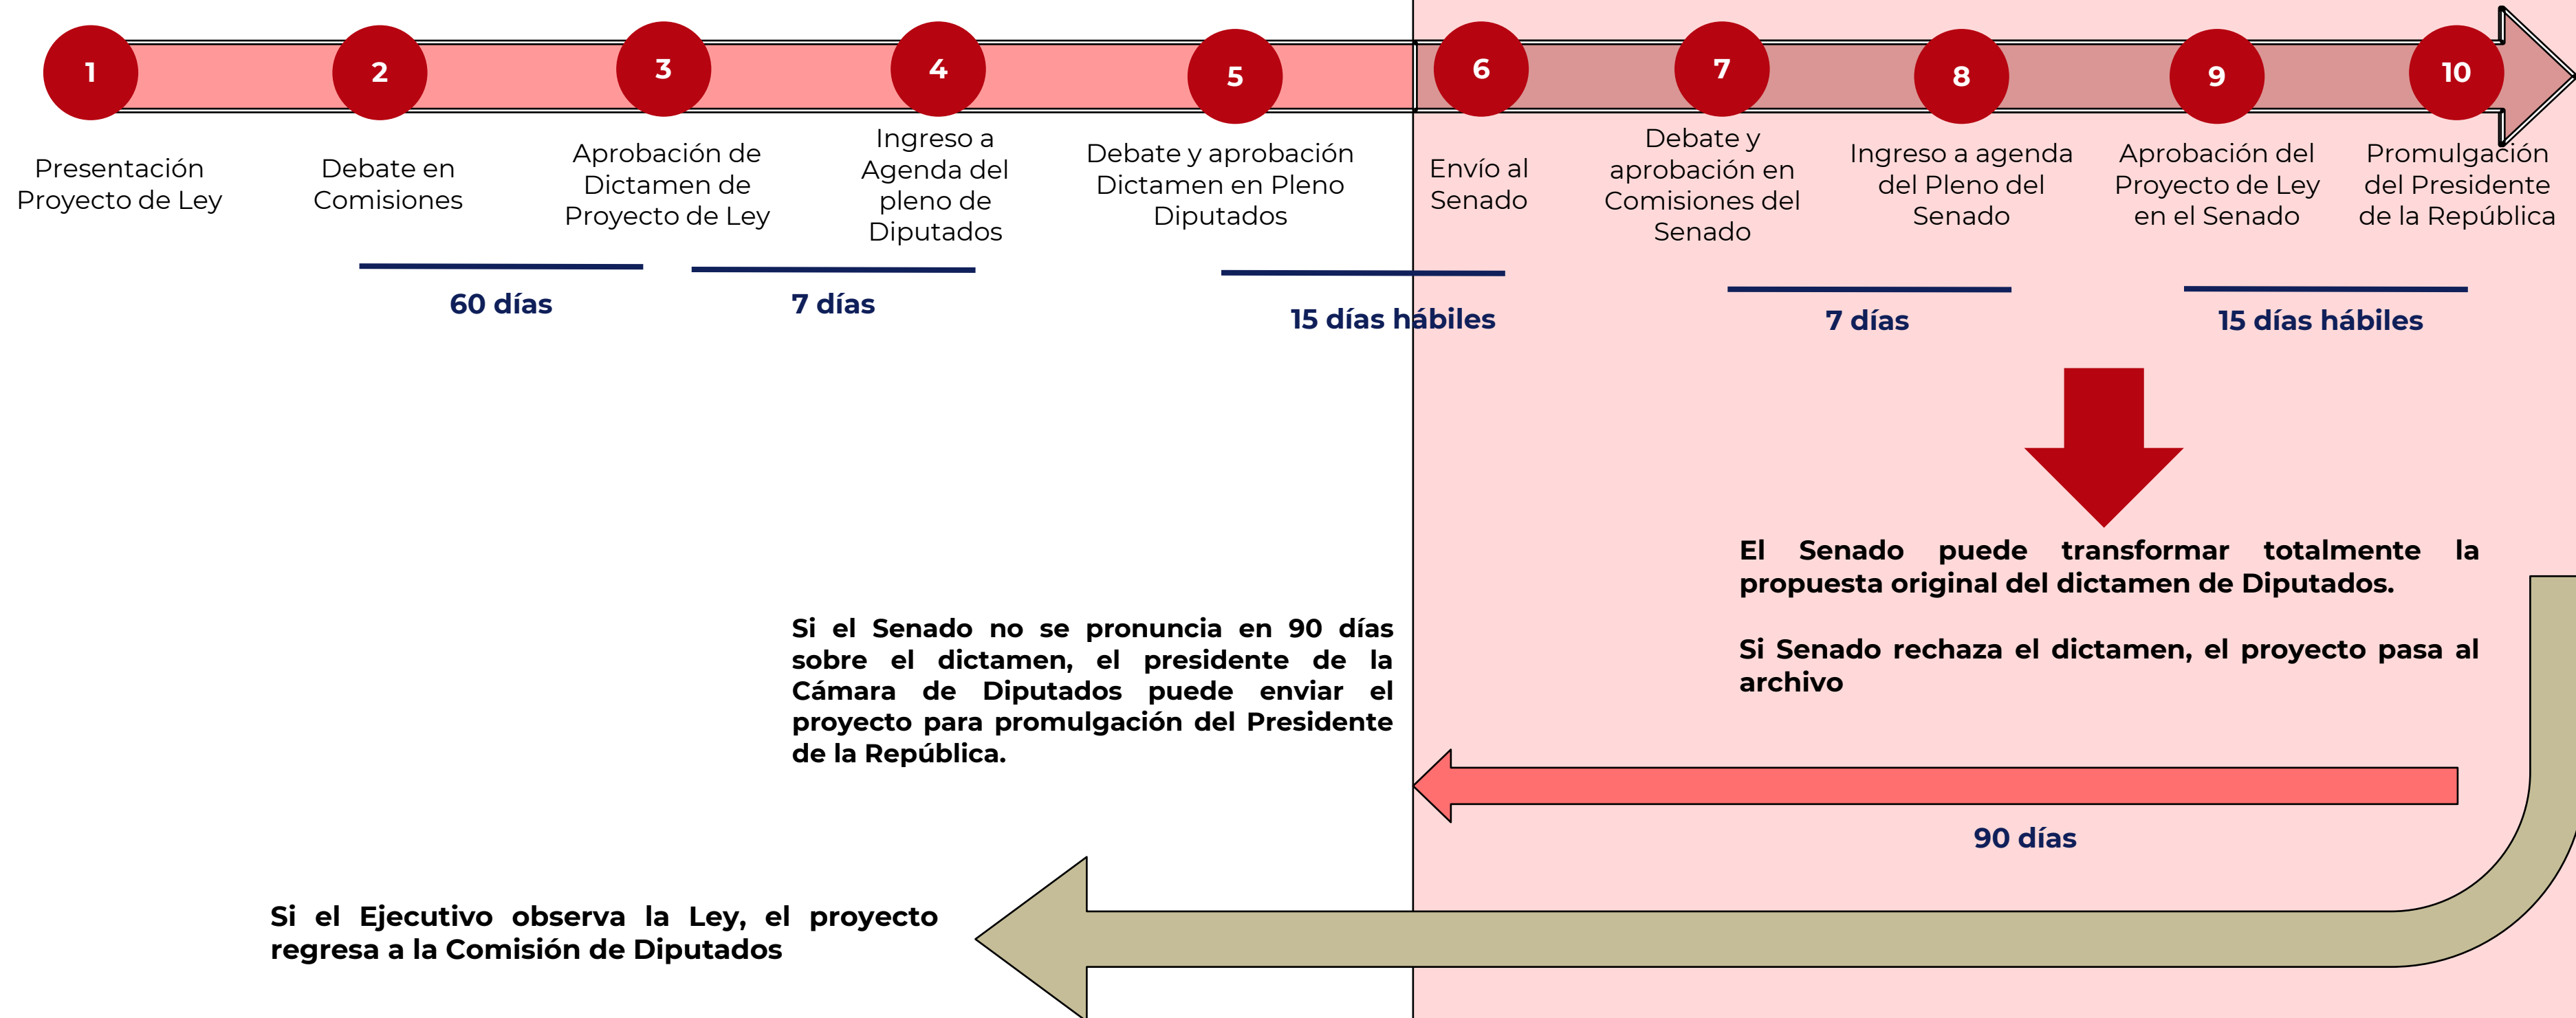 1
2
3
4
5
6
7
8
9
10
Presentación
Proyecto de Ley
Debate en
Comisiones
Aprobación de
Dictamen de
Proyecto de Ley
Ingreso a
Agenda del
pleno de
Diputados
Debate y aprobación
Dictamen en Pleno
Diputados
Envío al
Senado
Debate y
aprobación en
Comisiones del
Senado
Ingreso a agenda
del Pleno del
Senado
Aprobación del
Proyecto de Ley
en el Senado
Promulgación
del Presidente
de la República
60 días
7 días
15 días hábiles
7 días
15 días hábiles
El Senado puede transformar totalmente la
propuesta original del dictamen de Diputados.
Si Senado rechaza el dictamen, el proyecto pasa al
archivo
Si el Senado no se pronuncia en 90 días
sobre el dictamen, el presidente de la
Cámara de Diputados puede enviar el
proyecto para promulgación del Presidente
de la República.
90 días
Si el Ejecutivo observa la Ley, el proyecto
regresa a la Comisión de Diputados